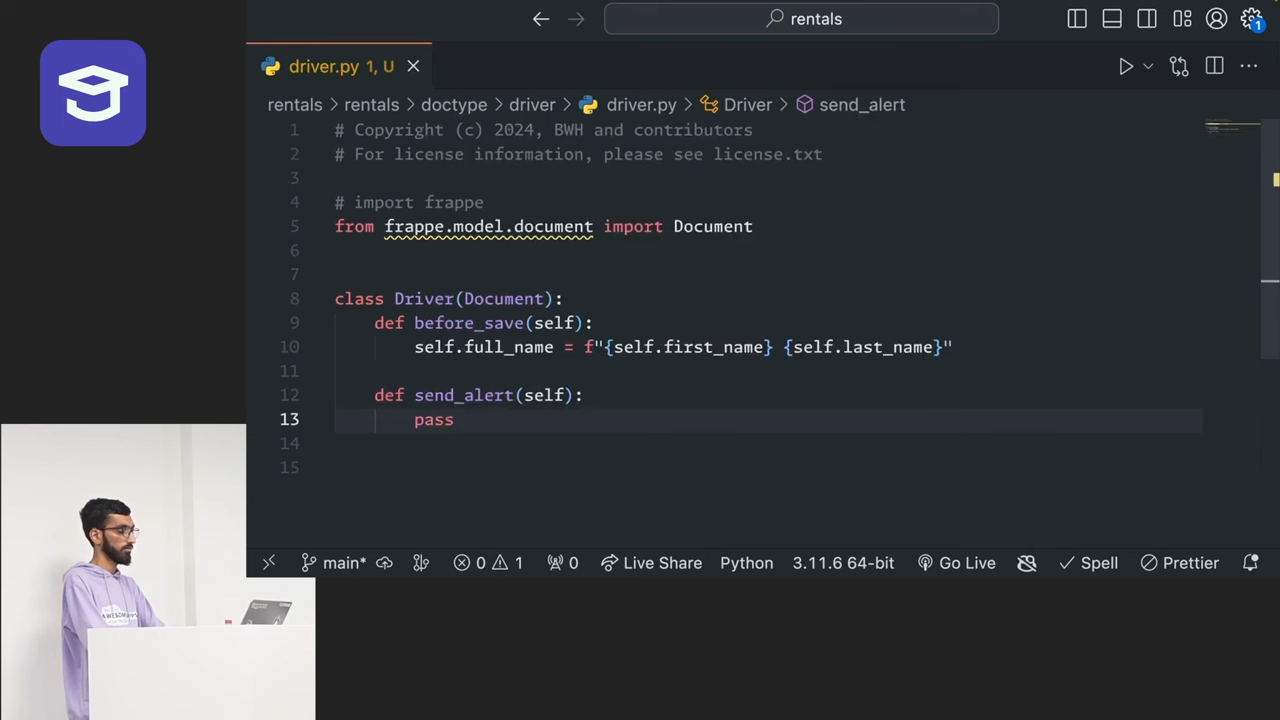 rentals
1
driver.py 1, U
rentals > rentals > doctype > driver > driver.py > Driver > send_alert
1 # Copyright (c) 2024, BWH and contributors
2 # For license information, please see license.txt
3
4 # import frappe
5 from frappe.model.document import Document
6
7
8 class Driver(Document):
9 def before_save(self):
10 self.full_name = f"{self.first_name} {self.last_name}"
11
12 def send_alert(self):
13 pass
14
15
main* 0 1 0 Live Share Python 3.11.6 64-bit Go Live Spell Prettier